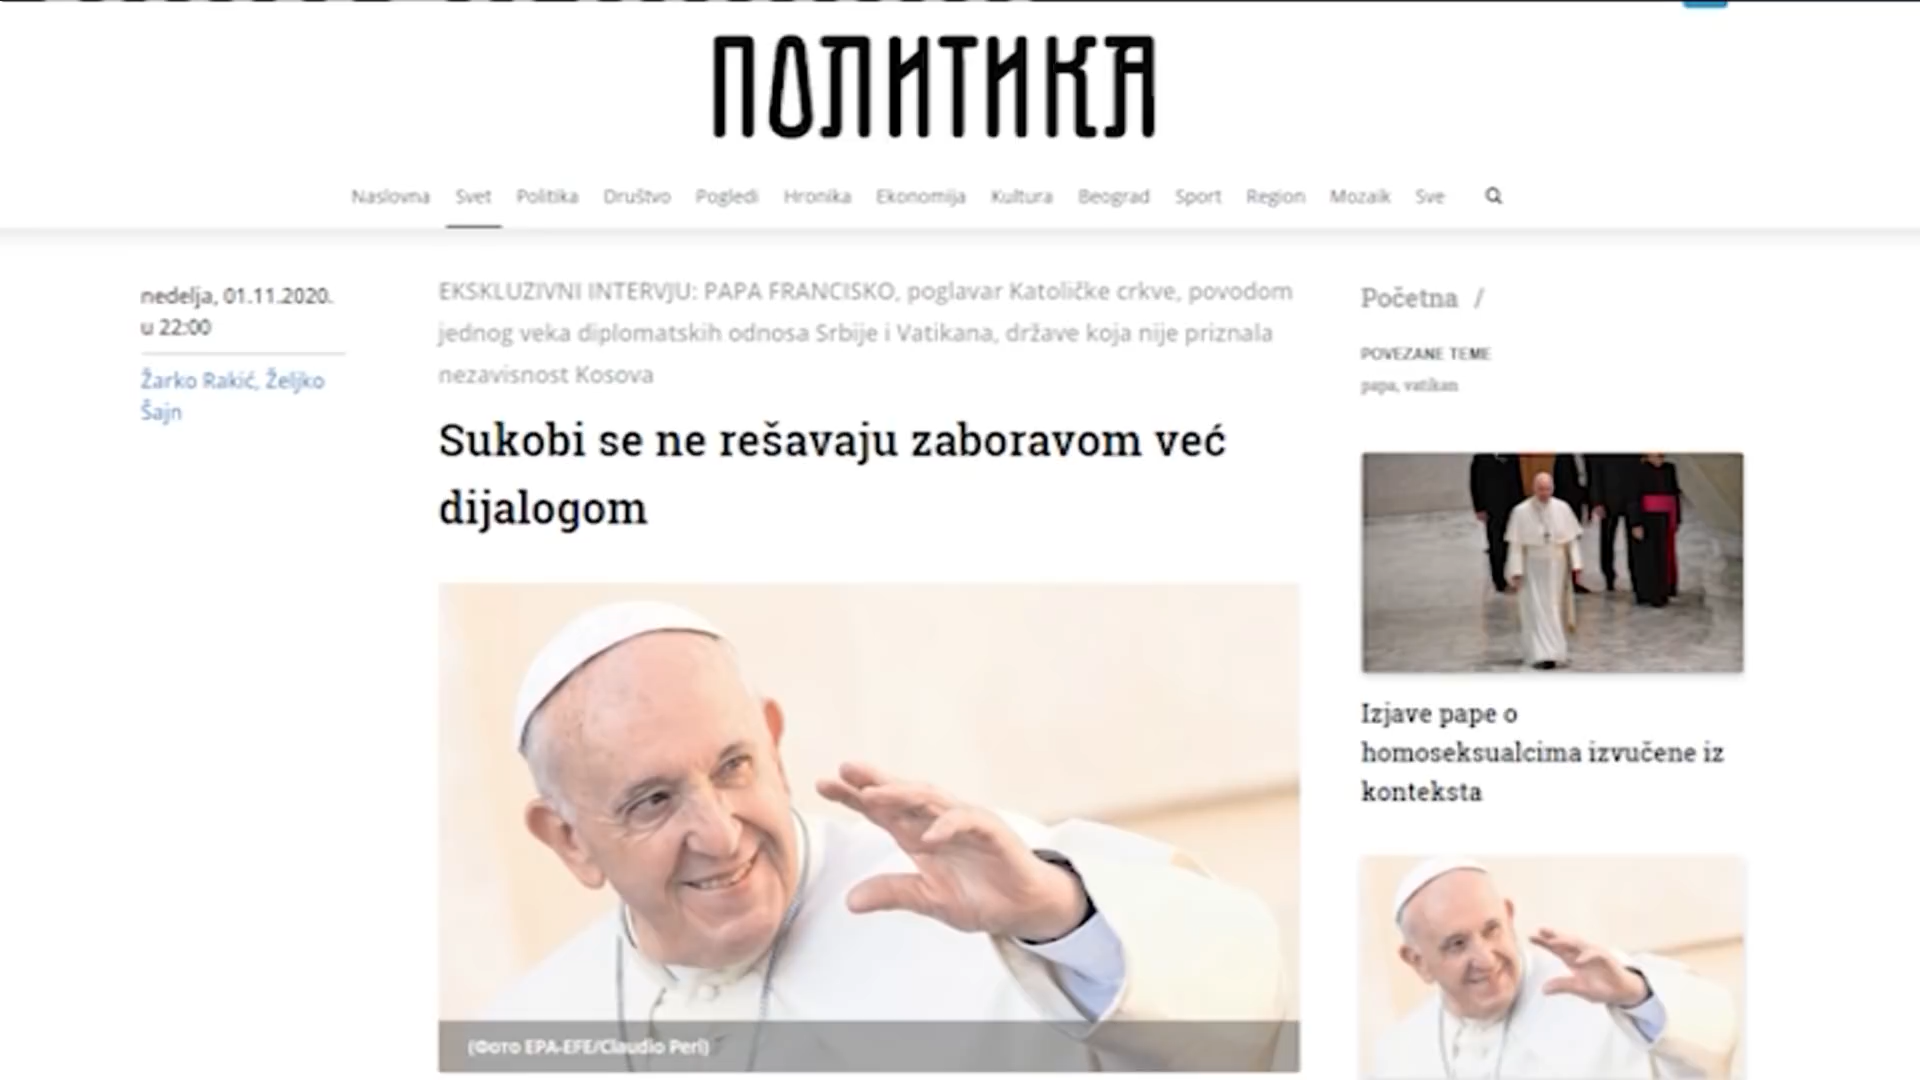 ПОЛИТИКА
Naslovna Svet Politika Društvo Pogledi Hronika Ekonomija Kultura Beograd Sport Region Mozaik Sve
nedelja, 01.11.2020.
u 22:00
Žarko Rakić, Željko
Šajn
EKSKLUZIVNI INTERVJU: PAPA FRANCISKO, poglavar Katoličke crkve, povodom
jednog veka diplomatskih odnosa Srbije i Vatikana, države koja nije priznala
nezavisnost Kosova
Sukobi se ne rešavaju zaboravom već
dijalogom
(Фото EPA-EFE/Claudio Peri)
Početna /
POVEZANE TEME
papa, vatikan
Izjave pape o
homoseksualcima izvučene iz
konteksta